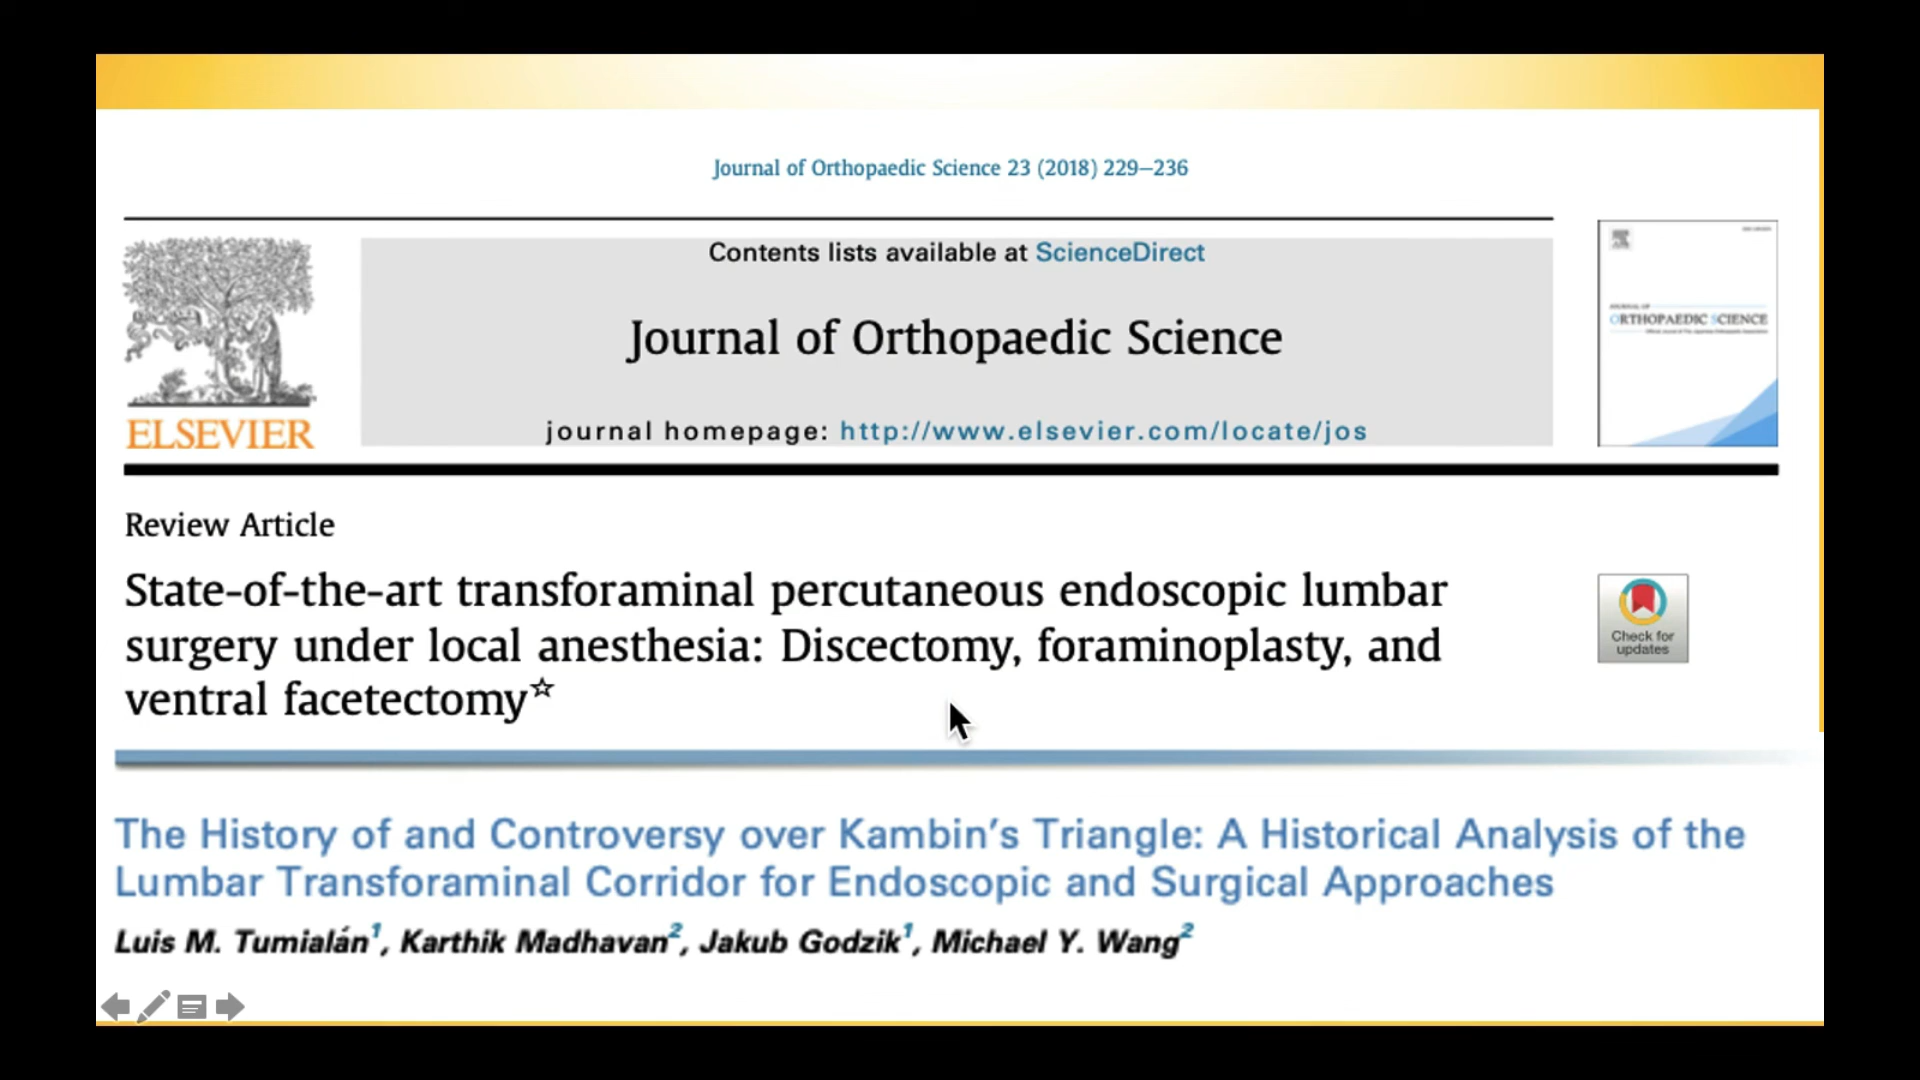 Journal of Orthopaedic Science 23 (2018) 229–236
Contents lists available at ScienceDirect
Journal of Orthopaedic Science
journal homepage: http://www.elsevier.com/locate/jos
ELSEVIER
JOURNAL OF
ORTHOPAEDIC SCIENCE
Review Article
State-of-the-art transforaminal percutaneous endoscopic lumbar
surgery under local anesthesia: Discectomy, foraminoplasty, and
ventral facetectomy☆
Check for
updates
The History of and Controversy over Kambin's Triangle: A Historical Analysis of the
Lumbar Transforaminal Corridor for Endoscopic and Surgical Approaches
Luis M. Tumialán1, Karthik Madhavan2, Jakub Godzik1, Michael Y. Wang2